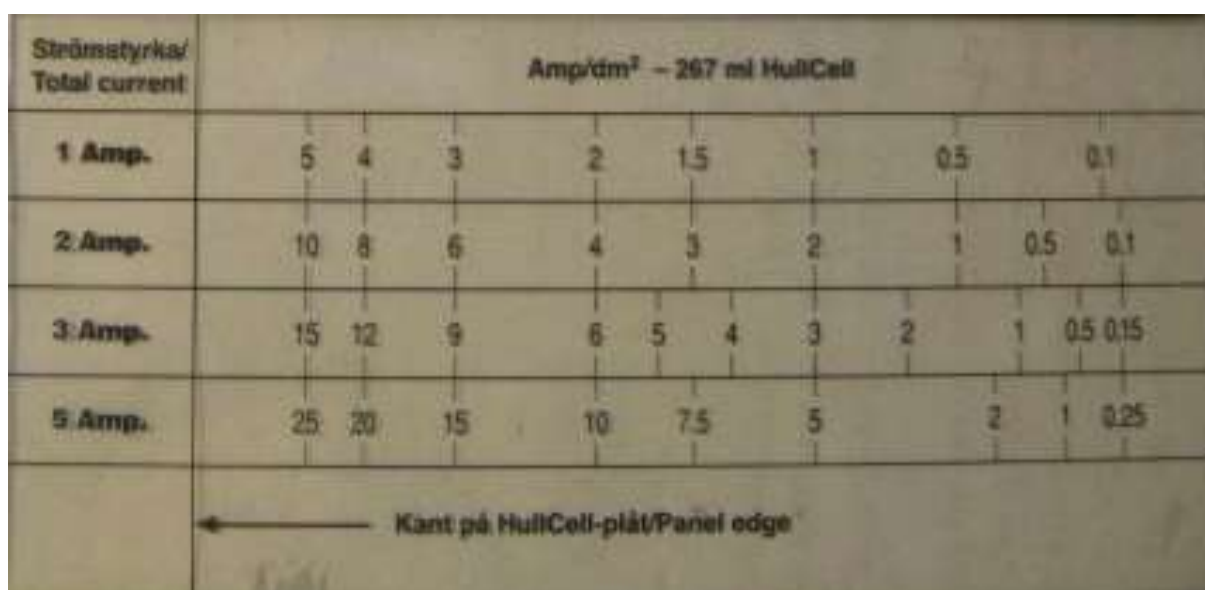 Strömstyrka/
Total current
Amp/dm² – 267 ml HullCell
1 Amp. 5 4 3 2 1.5 1 0.5 0.1
2 Amp. 10 8 6 4 3 2 1 0.5 0.1
3 Amp. 15 12 9 6 5 4 3 2 1 0.5 0.15
5 Amp. 25 20 15 10 7.5 5 2 1 0.25
Kant på HullCell-plåt/Panel edge